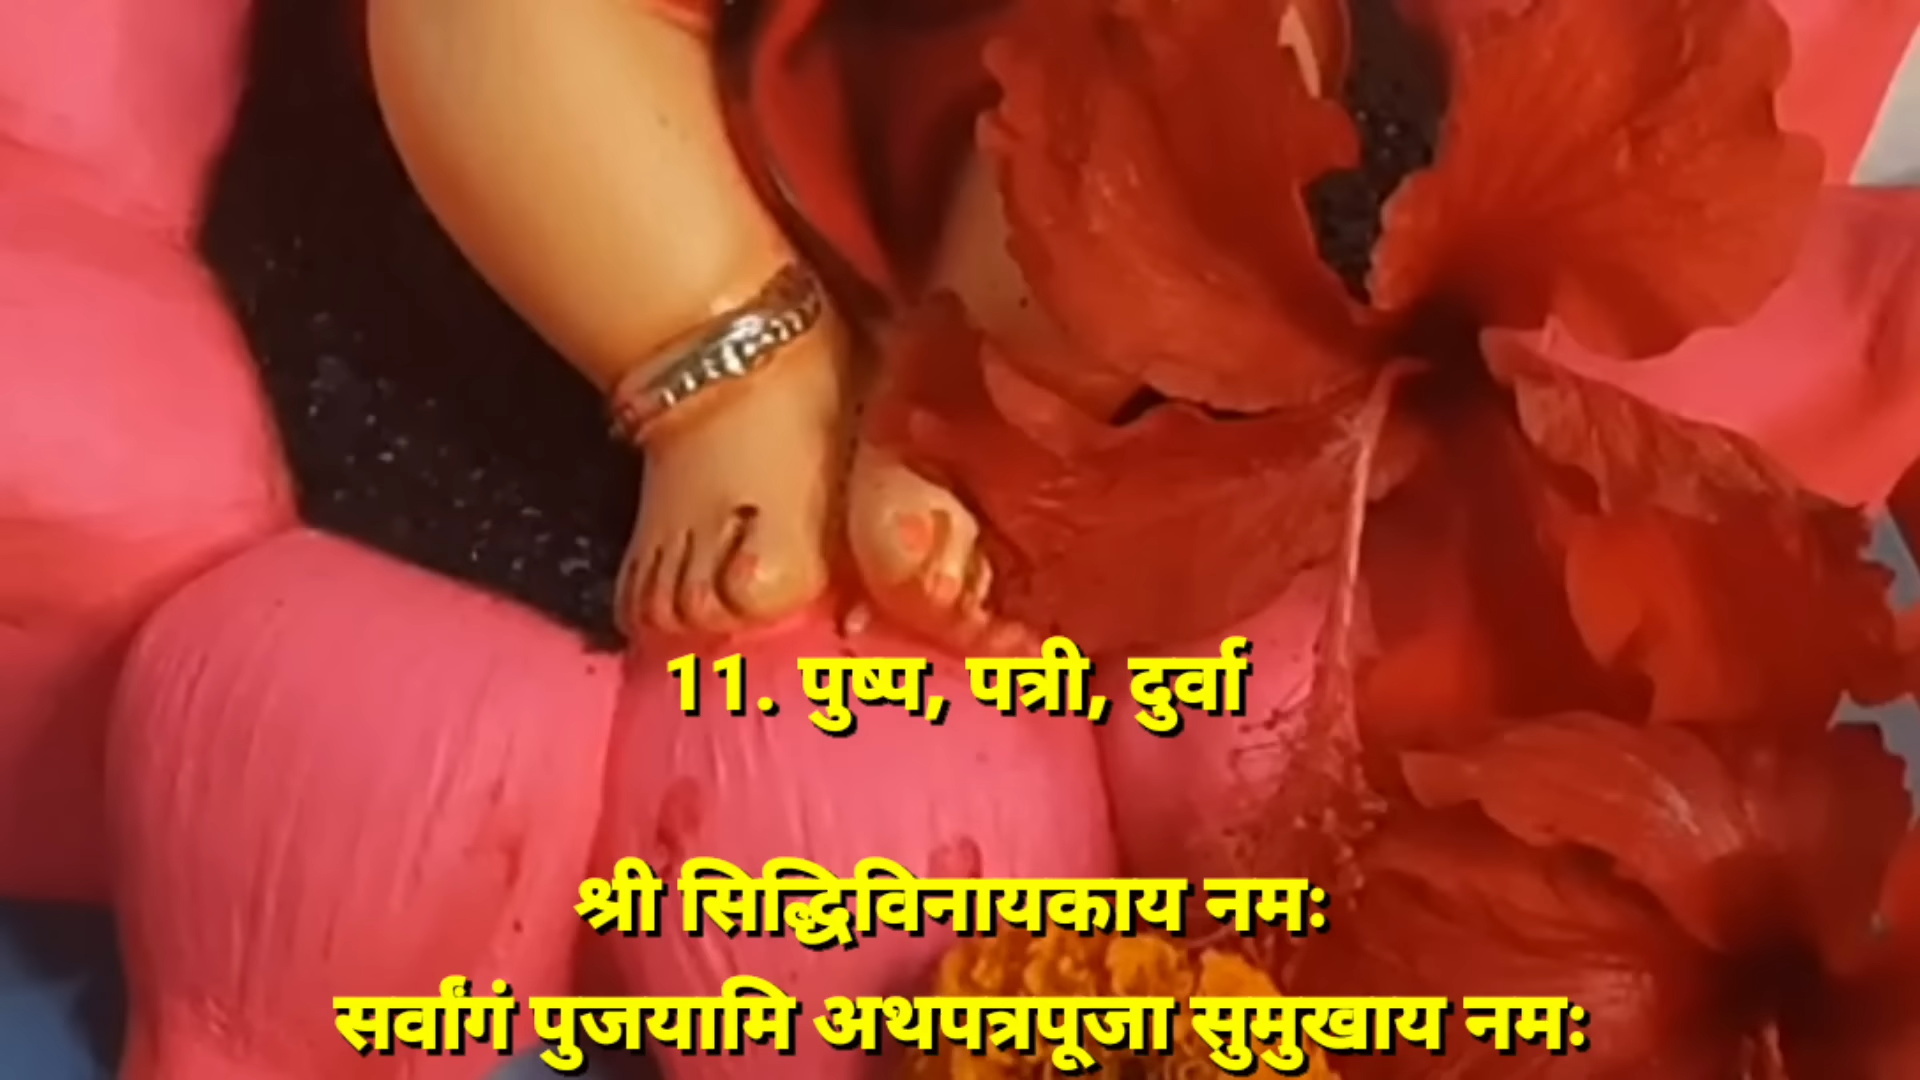 11. पुष्प, पत्री, दुर्वा
श्री सिद्धिविनायकाय नमः
सर्वांगं पुजयामि अथपत्रपूजा सुमुखाय नमः